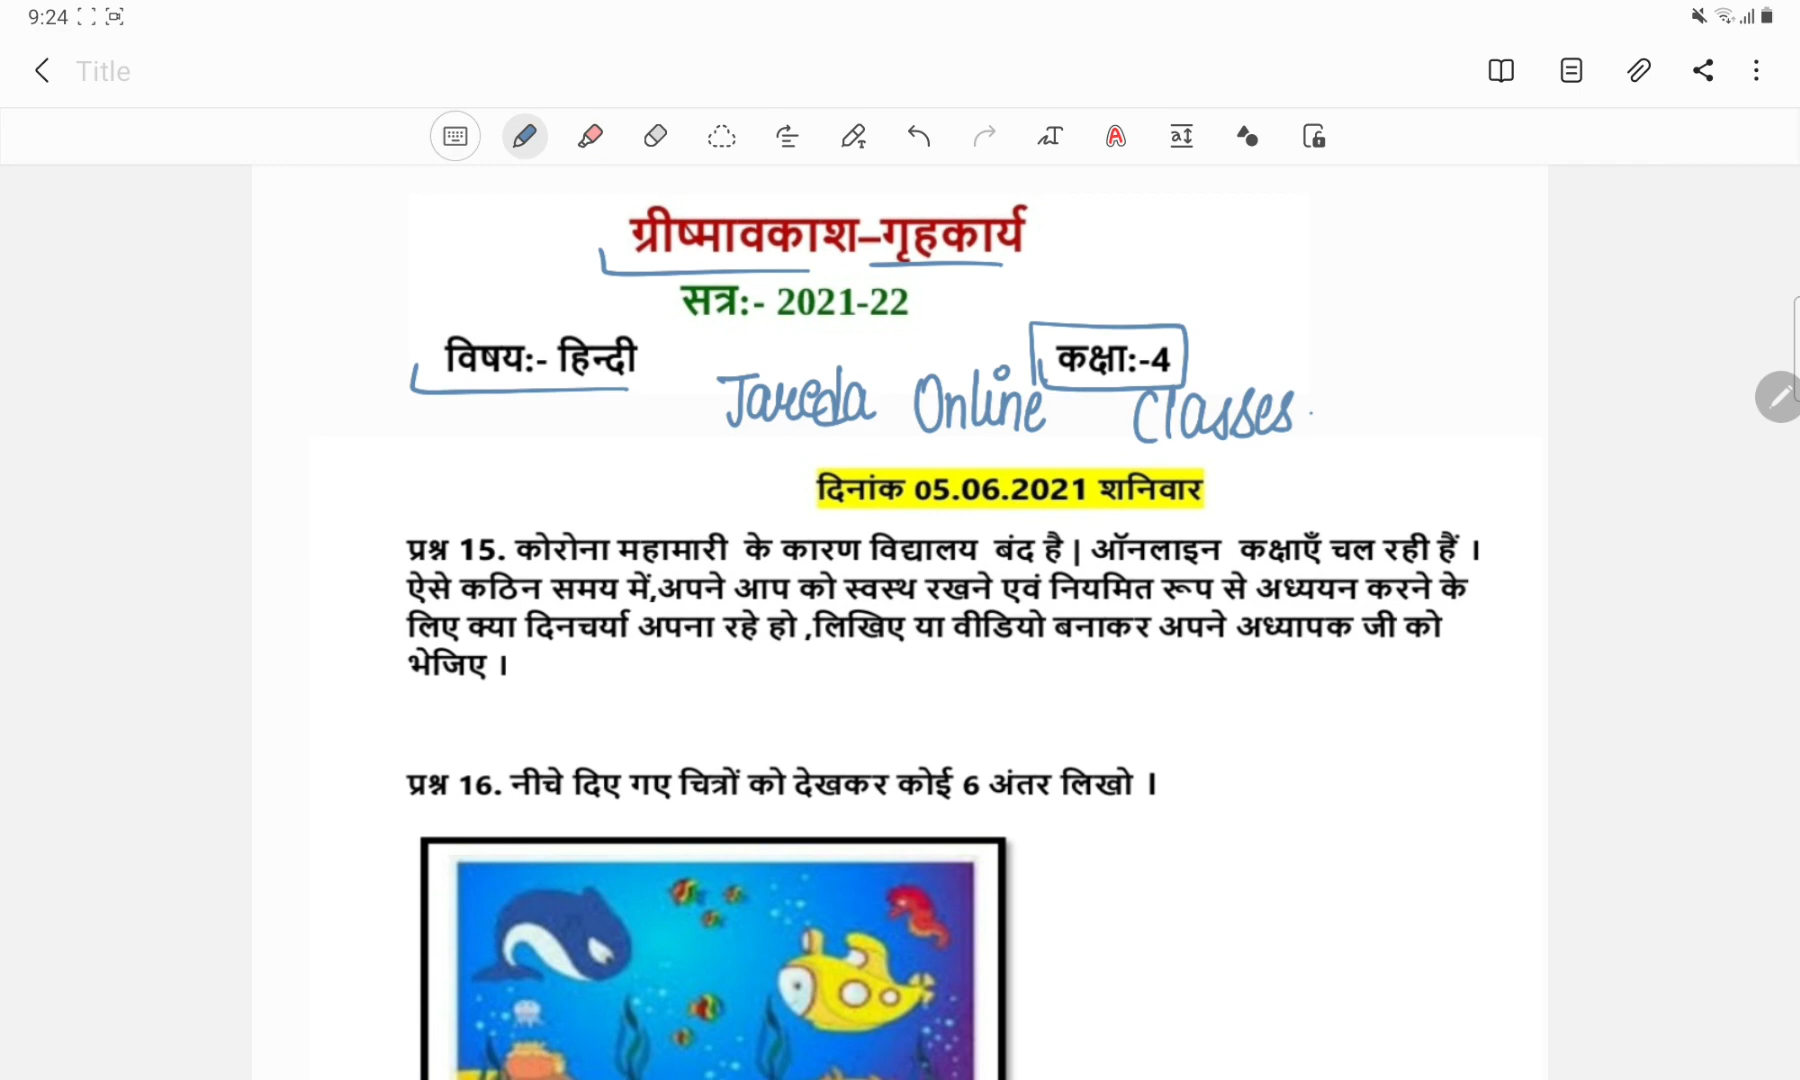 9:24
Title
ग्रीष्मावकाश–गृहकार्य
सत्र:- 2021-22
विषय:- हिन्दी
कक्षा:-4
Jareda Online Classes.
दिनांक 05.06.2021 शनिवार
प्रश्न 15. कोरोना महामारी के कारण विद्यालय बंद है | ऑनलाइन कक्षाएँ चल रही हैं ।
ऐसे कठिन समय में,अपने आप को स्वस्थ रखने एवं नियमित रूप से अध्ययन करने के
लिए क्या दिनचर्या अपना रहे हो ,लिखिए या वीडियो बनाकर अपने अध्यापक जी को
भेजिए ।
प्रश्न 16. नीचे दिए गए चित्रों को देखकर कोई 6 अंतर लिखो ।